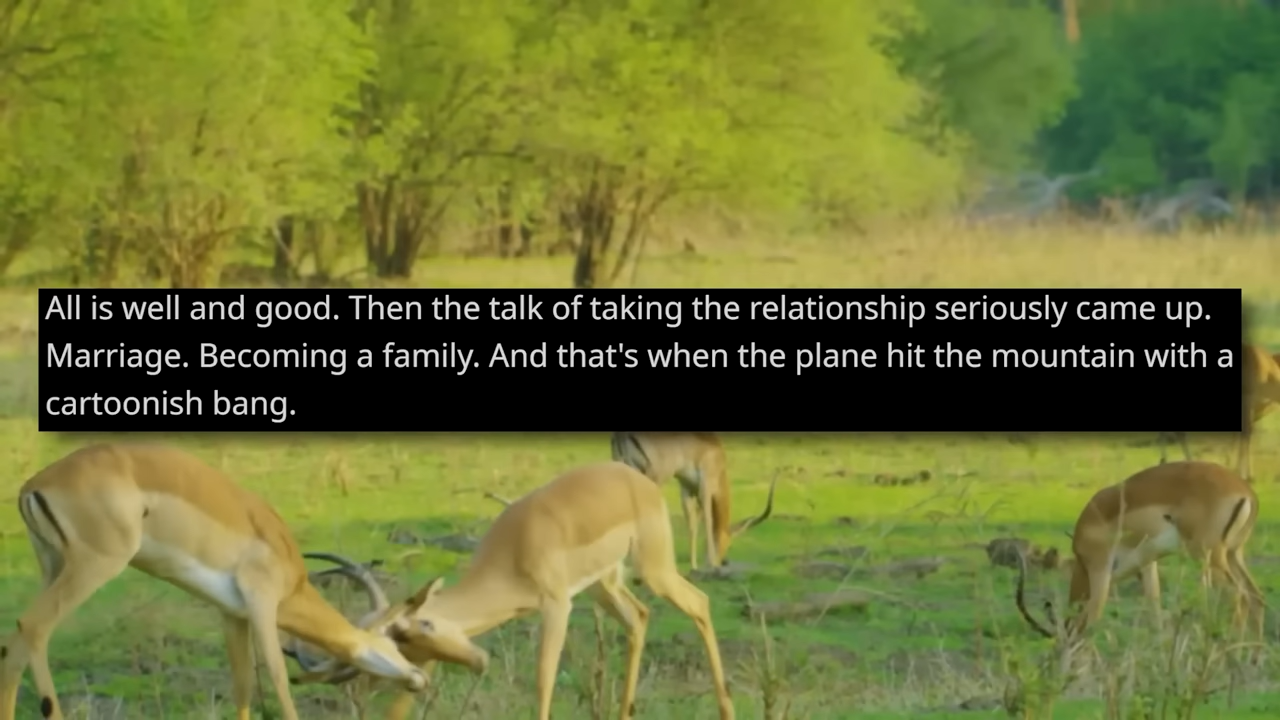 All is well and good. Then the talk of taking the relationship seriously came up.
Marriage. Becoming a family. And that's when the plane hit the mountain with a
cartoonish bang.